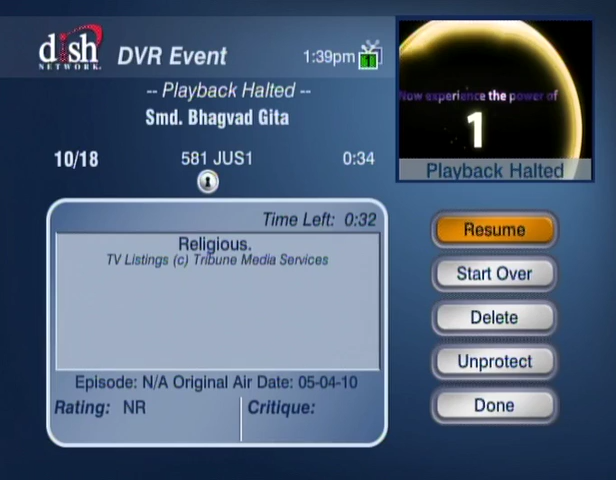 dish
NETWORK
DVR Event
1:39pm 1
-- Playback Halted --
Smd. Bhagvad Gita
10/18 581 JUS1 0:34
Now experience the power of
1
Playback Halted
Time Left: 0:32
Religious.
TV Listings (c) Tribune Media Services
Episode: N/A Original Air Date: 05-04-10
Rating: NR Critique:
Resume
Start Over
Delete
Unprotect
Done